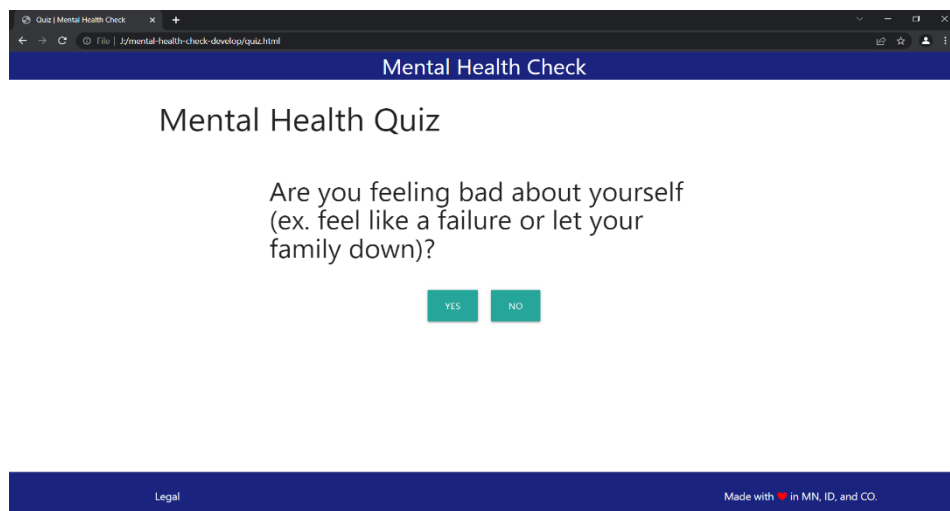 Quiz | Mental Health Check
File | J:/mental-health-check-develop/quiz.html
Mental Health Check
Mental Health Quiz
Are you feeling bad about yourself
(ex. feel like a failure or let your
family down)?
YES NO
Legal Made with ❤ in MN, ID, and CO.